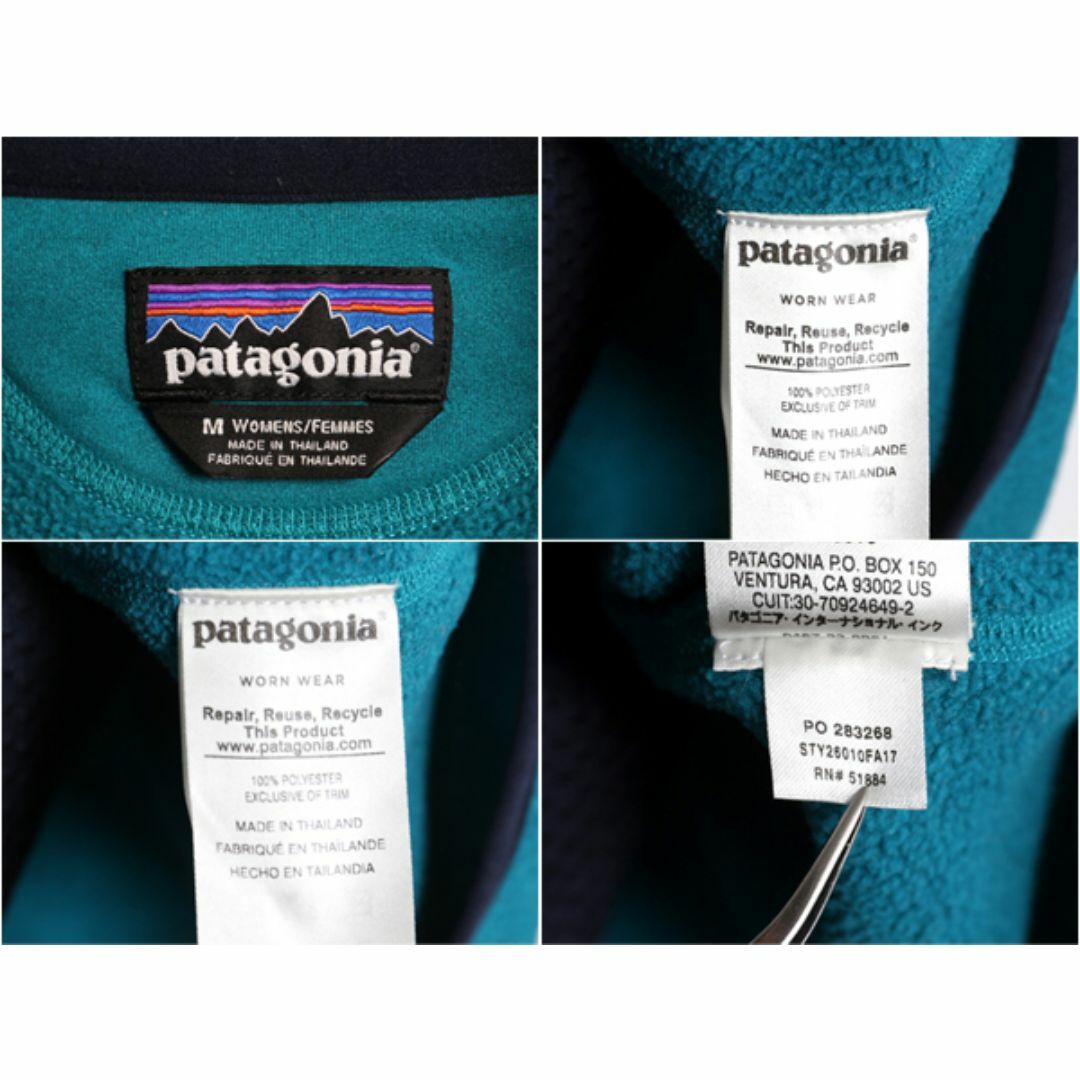 patagonia®
M WOMENS/FEMMES
MADE IN THAILAND
FABRIQUÉ EN THAILANDE
patagonia®
WORN WEAR
Repair, Reuse, Recycle
This Product
www.patagonia.com
100% POLYESTER
EXCLUSIVE OF TRIM
MADE IN THAILAND
FABRIQUÉ EN THAÏLANDE
HECHO EN TAILANDIA
patagonia®
WORN WEAR
Repair, Reuse, Recycle
This Product
www.patagonia.com
100% POLYESTER
EXCLUSIVE OF TRIM
MADE IN THAILAND
FABRIQUÉ EN THAÏLANDE
HECHO EN TAILANDIA
PATAGONIA P.O. BOX 150
VENTURA, CA 93002 US
CUIT:30-70924649-2
パタゴニア・インターナショナル・インク
PO 283268
STY26010FA17
RN# 51884